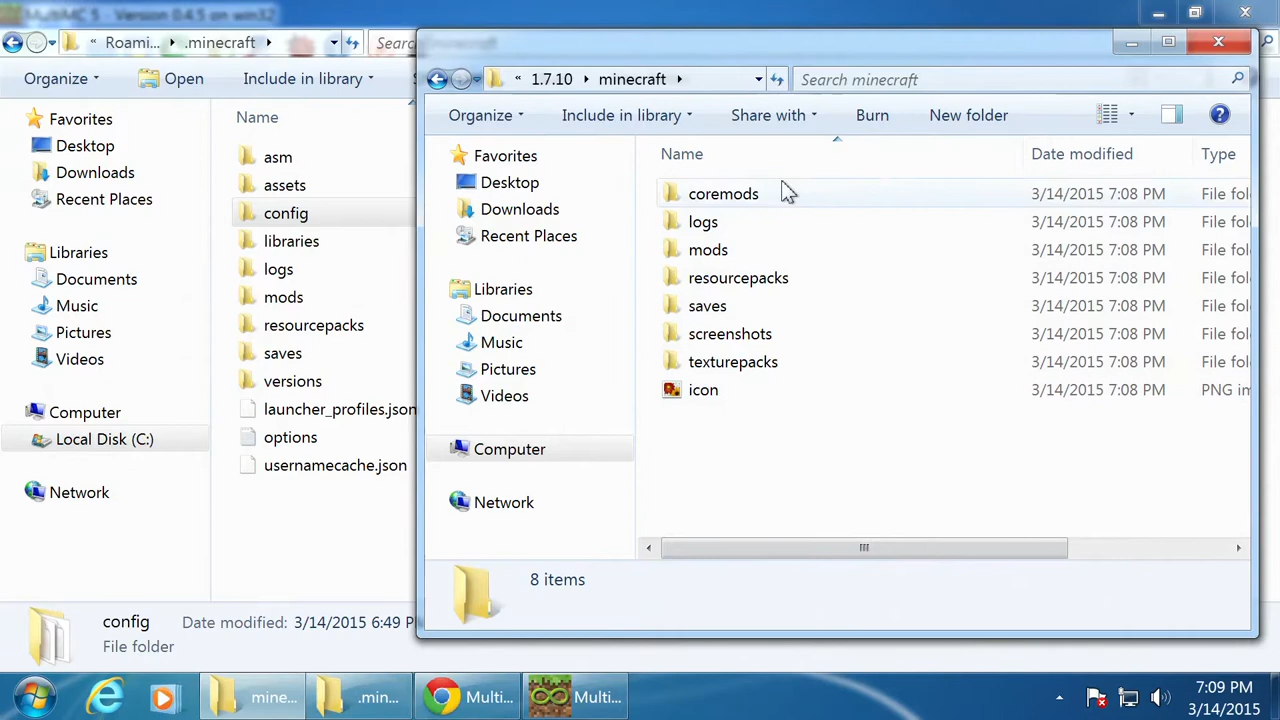 MultiMC 5 - Version 0.4.5 on win32
Roami... .minecraft Search
Organize Open Include in library
Favorites
Desktop
Downloads
Recent Places
Libraries
Documents
Music
Pictures
Videos
Computer
Local Disk (C:)
Network
Name
asm
assets
config
libraries
logs
mods
resourcepacks
saves
versions
launcher_profiles.json
options
usernamecache.json
config Date modified: 3/14/2015 6:49 P
File folder
« 1.7.10 minecraft Search minecraft
Organize Include in library Share with Burn New folder
Favorites
Desktop
Downloads
Recent Places
Libraries
Documents
Music
Pictures
Videos
Computer
Network
Name Date modified Type
coremods 3/14/2015 7:08 PM File fol
logs 3/14/2015 7:08 PM File fol
mods 3/14/2015 7:08 PM File fol
resourcepacks 3/14/2015 7:08 PM File fol
saves 3/14/2015 7:08 PM File fol
screenshots 3/14/2015 7:08 PM File fol
texturepacks 3/14/2015 7:08 PM File fol
icon 3/14/2015 7:08 PM PNG im
8 items
mine... .min... Multi... Multi...
7:09 PM
3/14/2015